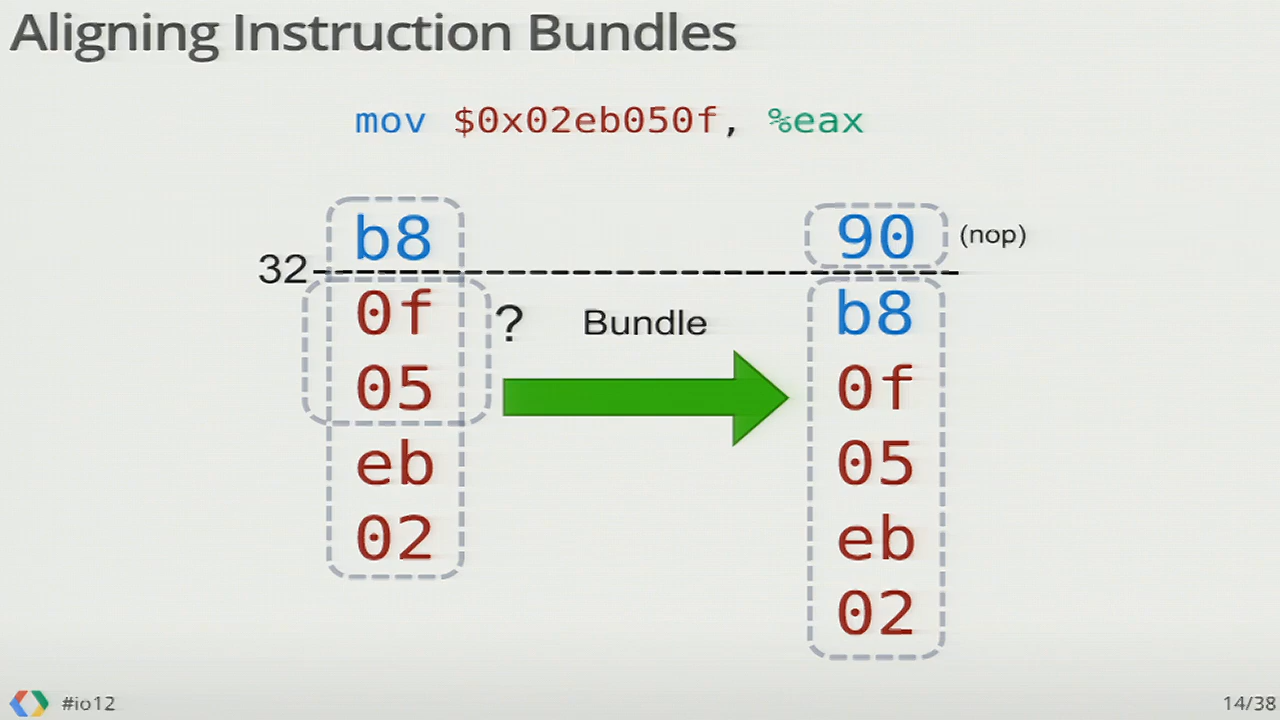 Aligning Instruction Bundles
mov $0x02eb050f, %eax
b8
32
0f
05
eb
02
?
Bundle
90 (nop)
b8
0f
05
eb
02
#io12
14/38